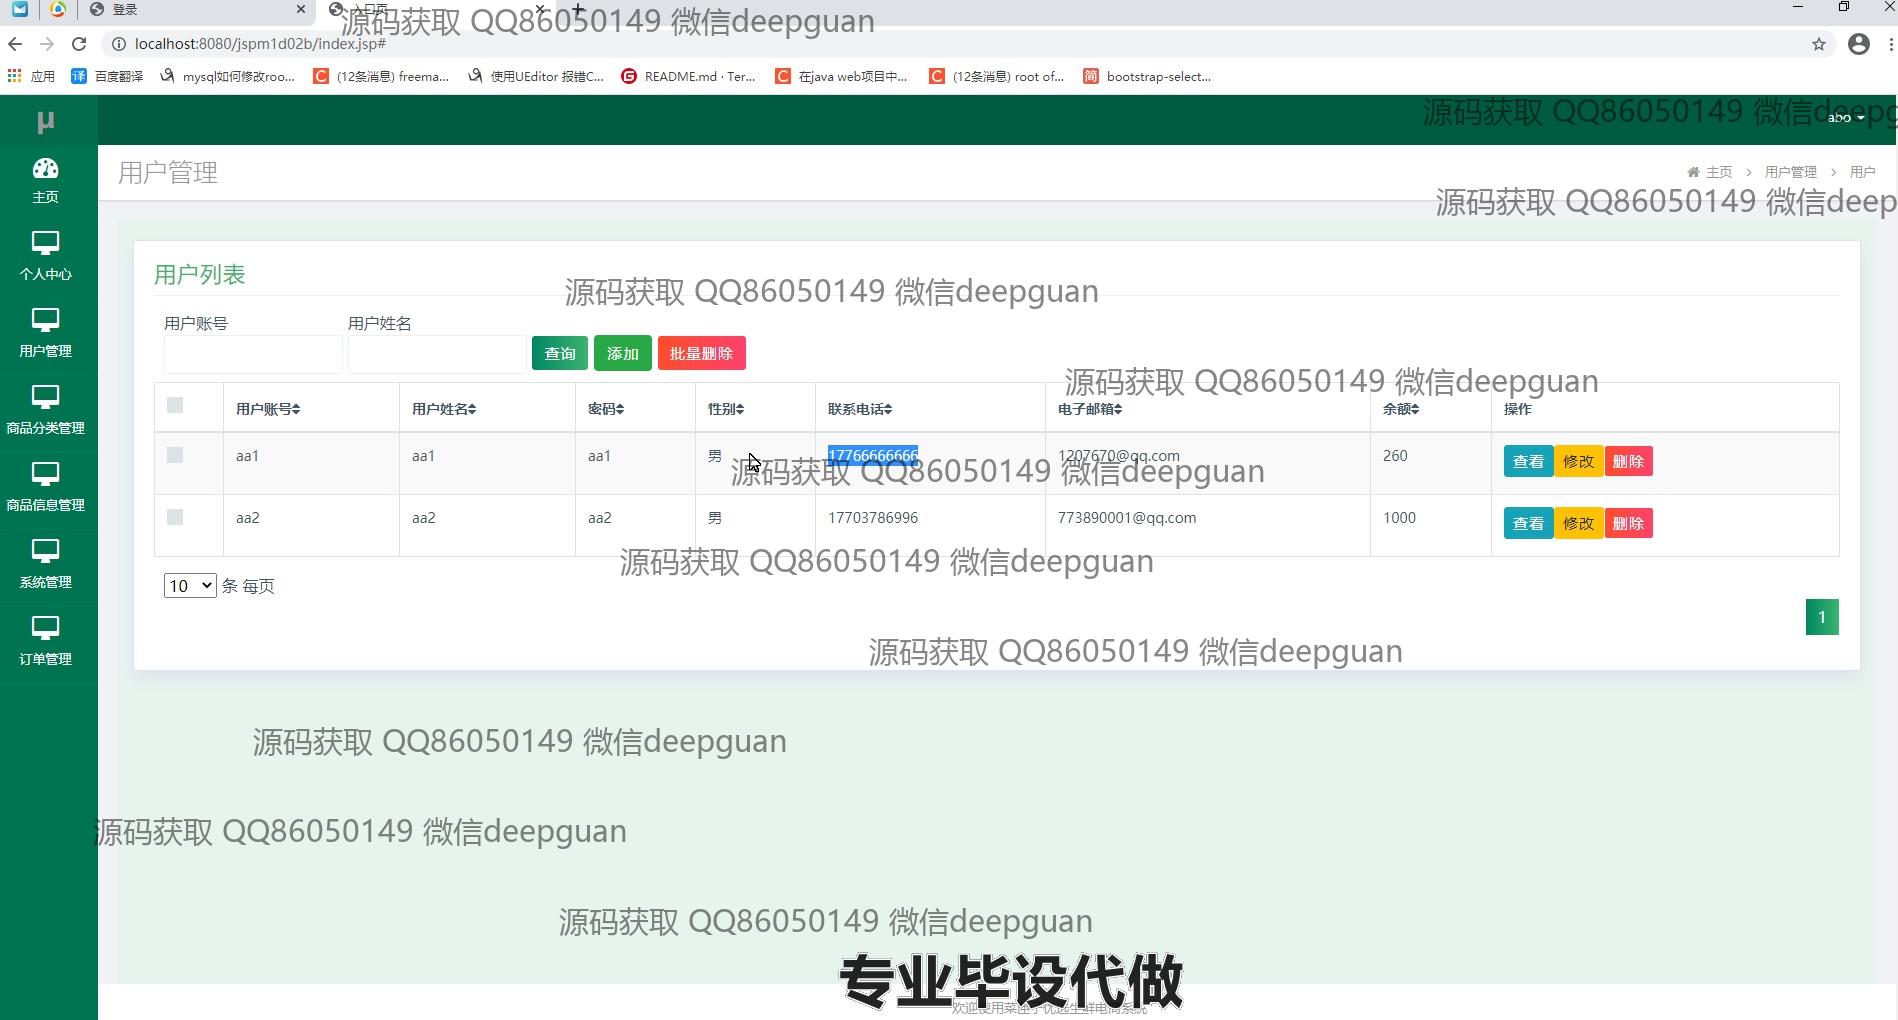 登录
入口页
源码获取 QQ86050149 微信deepguan
localhost:8080/jspm1d02b/index.jsp#
应用 百度翻译 mysql如何修改roo... (12条消息) freema... 使用UEditor 报错C... README.md · Ter... 在java web项目中... (12条消息) root of... bootstrap-select...
μ
源码获取 QQ86050149 微信deepg
abo
主页
用户管理
主页 > 用户管理 > 用户
源码获取 QQ86050149 微信deep
个人中心
用户列表
源码获取 QQ86050149 微信deepguan
用户账号 用户姓名
用户管理
查询 添加 批量删除
源码获取 QQ86050149 微信deepguan
用户账号 用户姓名 密码 性别 联系电话 电子邮箱 余额 操作
商品分类管理
aa1 aa1 aa1 男 17766666666 1207670@qq.com 260 查看 修改 删除
源码获取 QQ86050149 微信deepguan
商品信息管理
aa2 aa2 aa2 男 17703786996 773890001@qq.com 1000 查看 修改 删除
源码获取 QQ86050149 微信deepguan
系统管理
10 条 每页
1
源码获取 QQ86050149 微信deepguan
订单管理
源码获取 QQ86050149 微信deepguan
源码获取 QQ86050149 微信deepguan
源码获取 QQ86050149 微信deepguan
专业毕设代做